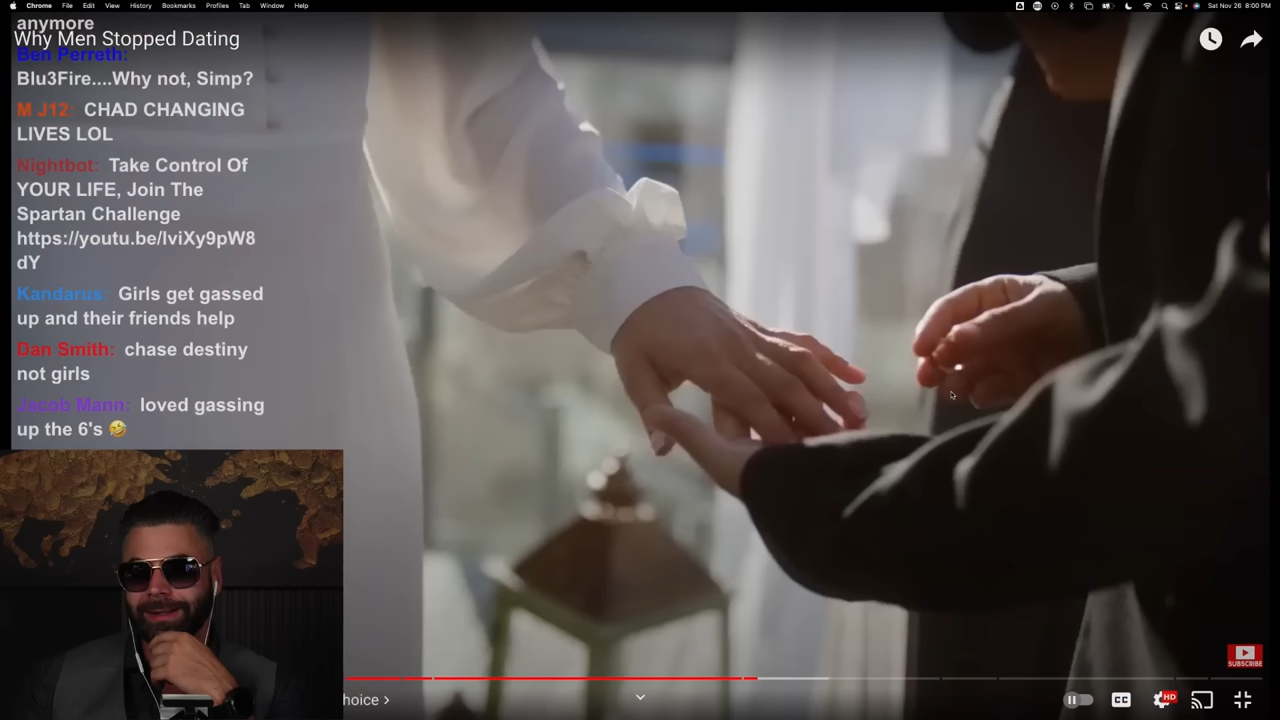 Chrome File Edit View History Bookmarks Profiles Tab Window Help
Sat Nov 26 8:00 PM
anymore
Why Men Stopped Dating
Ben Perreth:
Blu3Fire....Why not, Simp?
M J12: CHAD CHANGING
LIVES LOL
Nightbot: Take Control Of
YOUR LIFE, Join The
Spartan Challenge
https://youtu.be/IviXy9pW8
dY
Kandarus: Girls get gassed
up and their friends help
Dan Smith: chase destiny
not girls
Jacob Mann: loved gassing
up the 6's 🤣
SUBSCRIBE
hoice >
CC
HD